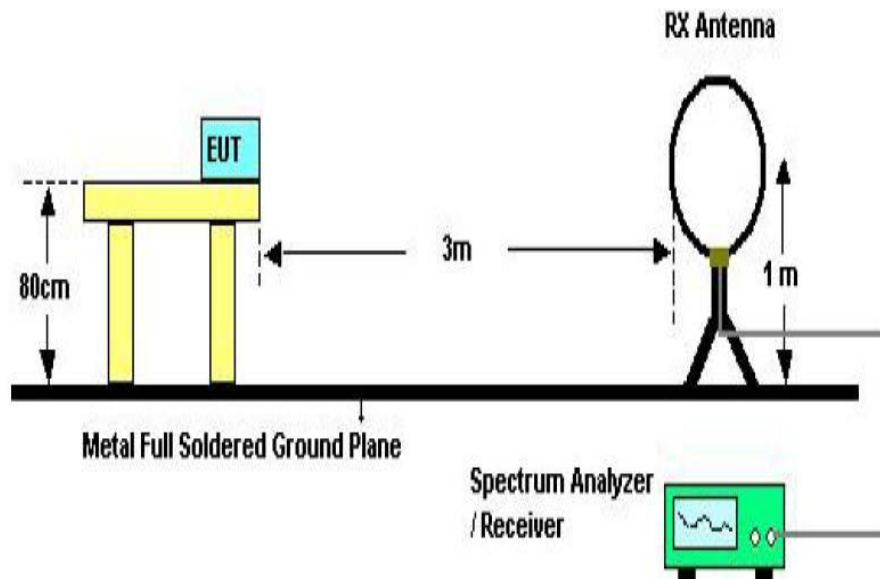 RX Antenna
EUT
3m
80cm
1 m
Metal Full Soldered Ground Plane
Spectrum Analyzer
/ Receiver